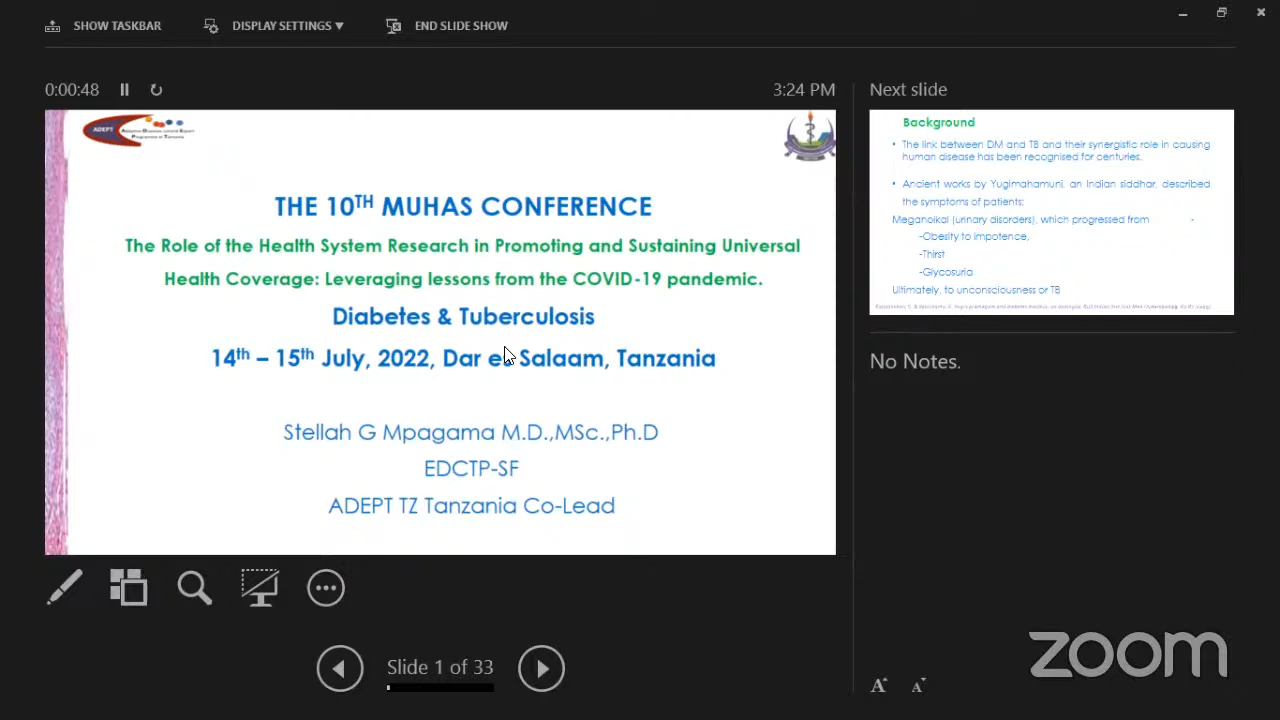 SHOW TASKBAR
DISPLAY SETTINGS ▼
END SLIDE SHOW
0:00:48
3:24 PM
ADEPT
THE 10TH MUHAS CONFERENCE
The Role of the Health System Research in Promoting and Sustaining Universal
Health Coverage: Leveraging lessons from the COVID-19 pandemic.
Diabetes & Tuberculosis
14th – 15th July, 2022, Dar es Salaam, Tanzania
Stellah G Mpagama M.D.,MSc.,Ph.D
EDCTP-SF
ADEPT TZ Tanzania Co-Lead
Slide 1 of 33
Next slide
Background
• The link between DM and TB and their synergistic role in causing
human disease has been recognised for centuries.
• Ancient works by Yugimahamuni, an Indian siddhar, described
the symptoms of patients;
Meganoikal (urinary disorders), which progressed from -
-Obesity to impotence,
-Thirst
-Glycosuria
Ultimately, to unconsciousness or TB
No Notes.
zoom
A A